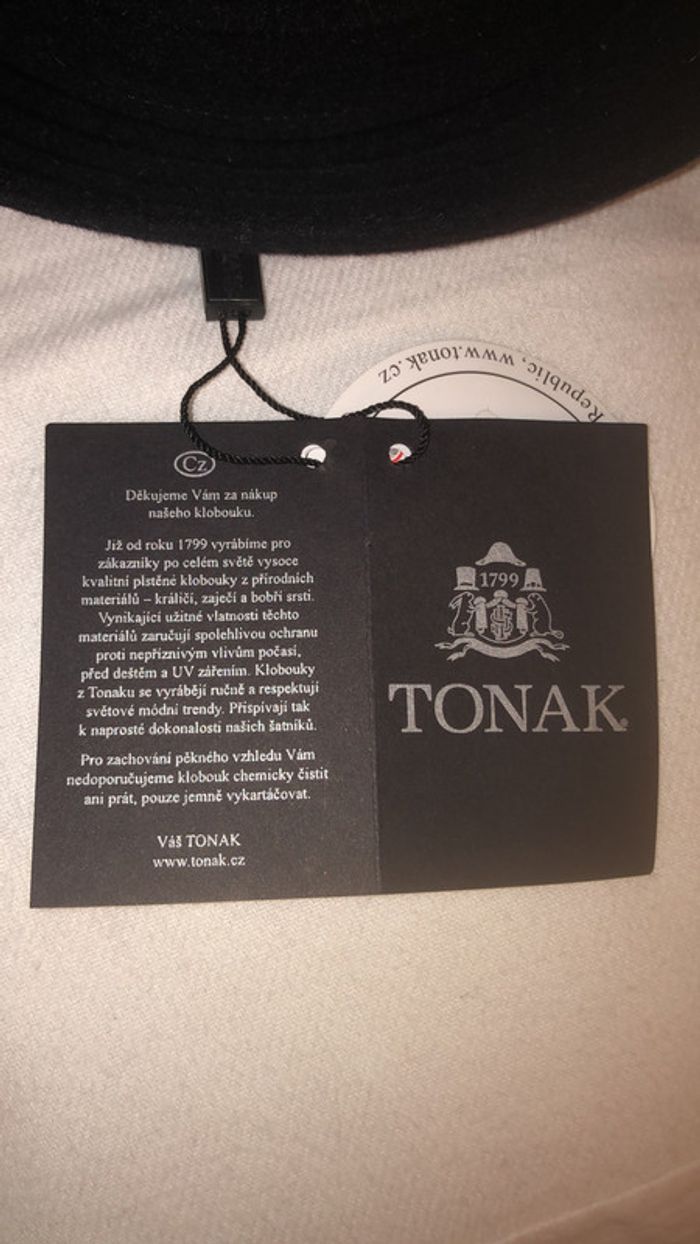 Republic, www.tonak.cz
Cz
Děkujeme Vám za nákup
našeho klobouku.
Již od roku 1799 vyrábíme pro
zákazníky po celém světě vysoce
kvalitní plstěné klobouky z přírodních
materiálů – králičí, zaječí a bobří srsti.
Vynikající užitné vlatnosti těchto
materiálů zaručují spolehlivou ochranu
proti nepříznivým vlivům počasí,
před deštěm a UV zářením. Klobouky
z Tonaku se vyrábějí ručně a respektují
světové módní trendy. Přispívají tak
k naprosté dokonalosti našich šatníků.
Pro zachování pěkného vzhledu Vám
nedoporučujeme klobouk chemicky čistit
ani prát, pouze jemně vykartáčovat.
Váš TONAK
www.tonak.cz
1799
TONAK